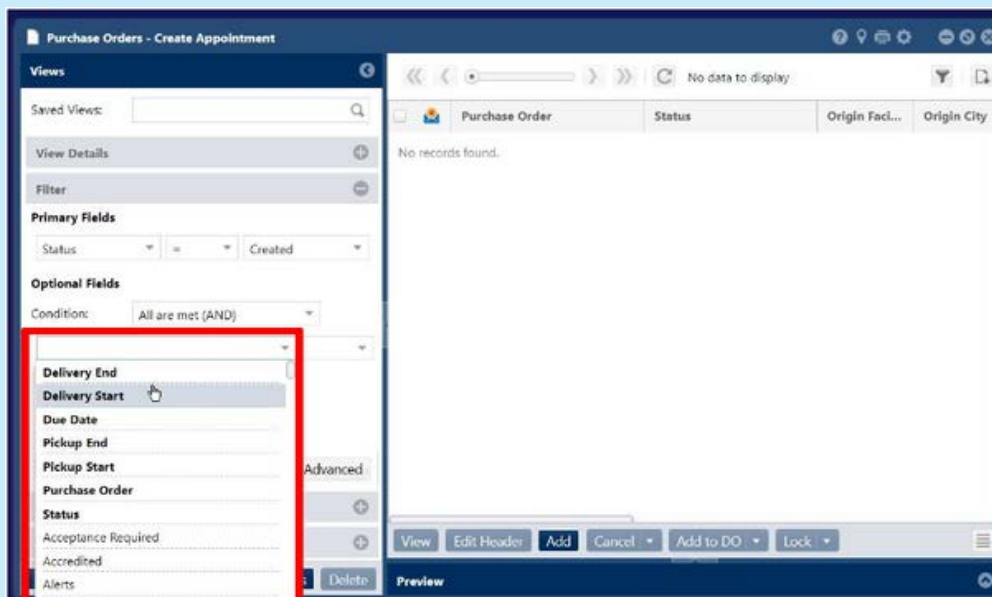 Purchase Orders - Create Appointment
Views
Saved Views:
View Details
Filter
Primary Fields
Status = Created
Optional Fields
Condition: All are met (AND)
Delivery End
Delivery Start
Due Date
Pickup End
Pickup Start
Purchase Order
Status
Acceptance Required
Accredited
Alerts
Advanced
Delete
No data to display
Purchase Order Status Origin Faci... Origin City
No records found.
View Edit Header Add Cancel Add to DO Lock
Preview